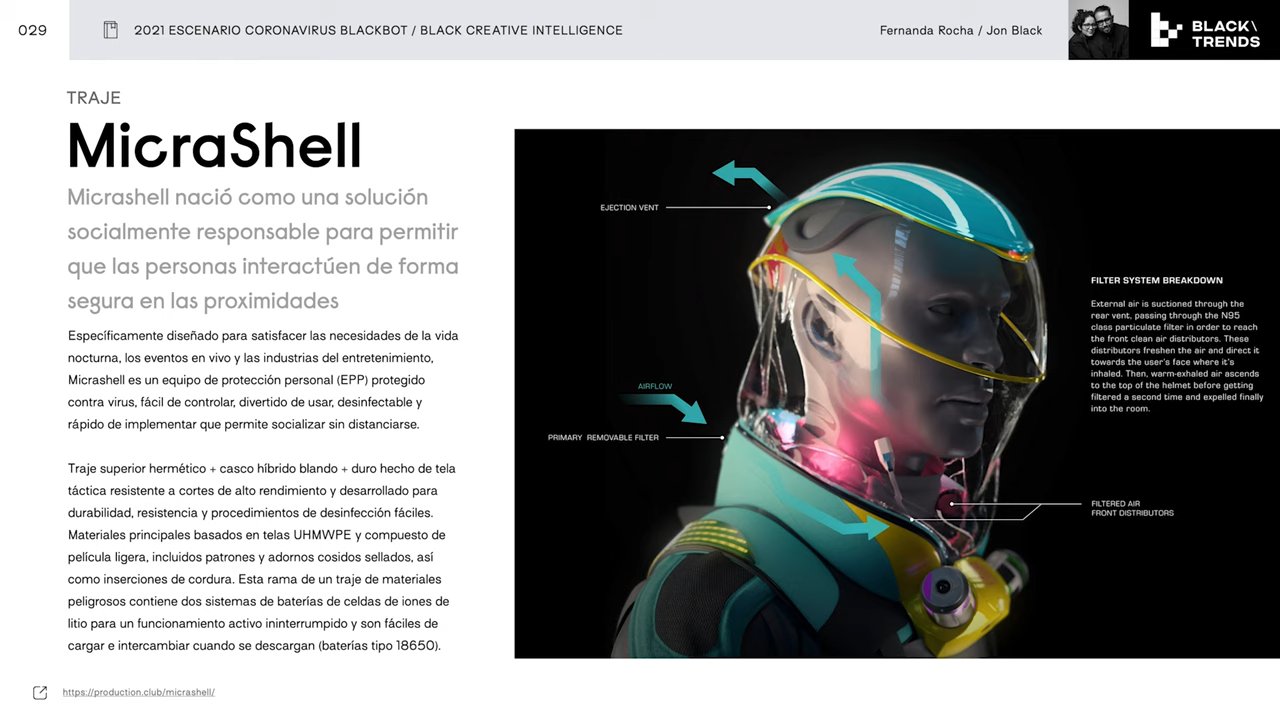 029
2021 ESCENARIO CORONAVIRUS BLACKBOT / BLACK CREATIVE INTELLIGENCE
Fernanda Rocha / Jon Black
BLACK\
TRENDS
TRAJE
MicraShell
Micrashell nació como una solución
socialmente responsable para permitir
que las personas interactúen de forma
segura en las proximidades
Específicamente diseñado para satisfacer las necesidades de la vida
nocturna, los eventos en vivo y las industrias del entretenimiento,
Micrashell es un equipo de protección personal (EPP) protegido
contra virus, fácil de controlar, divertido de usar, desinfectable y
rápido de implementar que permite socializar sin distanciarse.
Traje superior hermético + casco híbrido blando + duro hecho de tela
táctica resistente a cortes de alto rendimiento y desarrollado para
durabilidad, resistencia y procedimientos de desinfección fáciles.
Materiales principales basados en telas UHMWPE y compuesto de
película ligera, incluidos patrones y adornos cosidos sellados, así
como inserciones de cordura. Esta rama de un traje de materiales
peligrosos contiene dos sistemas de baterías de celdas de iones de
litio para un funcionamiento activo ininterrumpido y son fáciles de
cargar e intercambiar cuando se descargan (baterías tipo 18650).
EJECTION VENT
AIRFLOW
PRIMARY REMOVABLE FILTER
FILTER SYSTEM BREAKDOWN
External air is suctioned through the
rear vent, passing through the N95
class particulate filter in order to reach
the front clean air distributors. These
distributors freshen the air and direct it
towards the user's face where it's
inhaled. Then, warm-exhaled air ascends
to the top of the helmet before getting
filtered a second time and expelled finally
into the room.
FILTERED AIR
FRONT DISTRIBUTORS
https://production.club/micrashell/